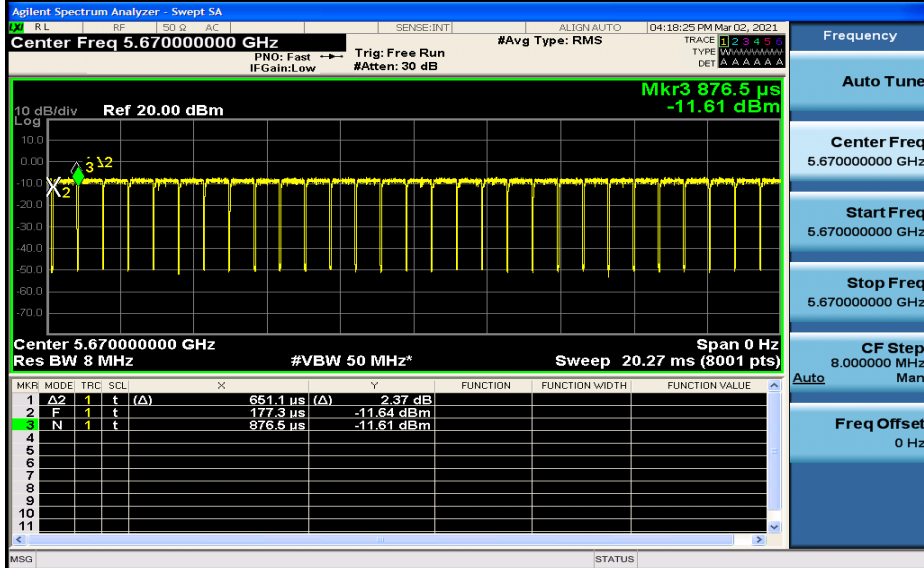 Agilent Spectrum Analyzer - Swept SA
LXI RL RF 50 Ω AC SENSE:INT ALIGN AUTO 04:18:25 PM Mar 02, 2021
Center Freq 5.670000000 GHz #Avg Type: RMS TRACE 1 2 3 4 5 6
PNO: Fast Trig: Free Run TYPE WWWWWW
IFGain:Low #Atten: 30 dB DET A A A A A A
Mkr3 876.5 µs
10 dB/div Ref 20.00 dBm -11.61 dBm
Log
10.0
0.00
-10.0
-20.0
-30.0
-40.0
-50.0
-60.0
-70.0
3 Δ2
X2
Center 5.670000000 GHz Span 0 Hz
Res BW 8 MHz #VBW 50 MHz* Sweep 20.27 ms (8001 pts)
MKR MODE TRC SCL X Y FUNCTION FUNCTION WIDTH FUNCTION VALUE
1 Δ2 1 t (Δ) 651.1 µs (Δ) 2.37 dB
2 F 1 t 177.3 µs -11.64 dBm
3 N 1 t 876.5 µs -11.61 dBm
4
5
6
7
8
9
10
11
MSG STATUS
Frequency
Auto Tune
Center Freq
5.670000000 GHz
Start Freq
5.670000000 GHz
Stop Freq
5.670000000 GHz
CF Step
8.000000 MHz
Auto Man
Freq Offset
0 Hz